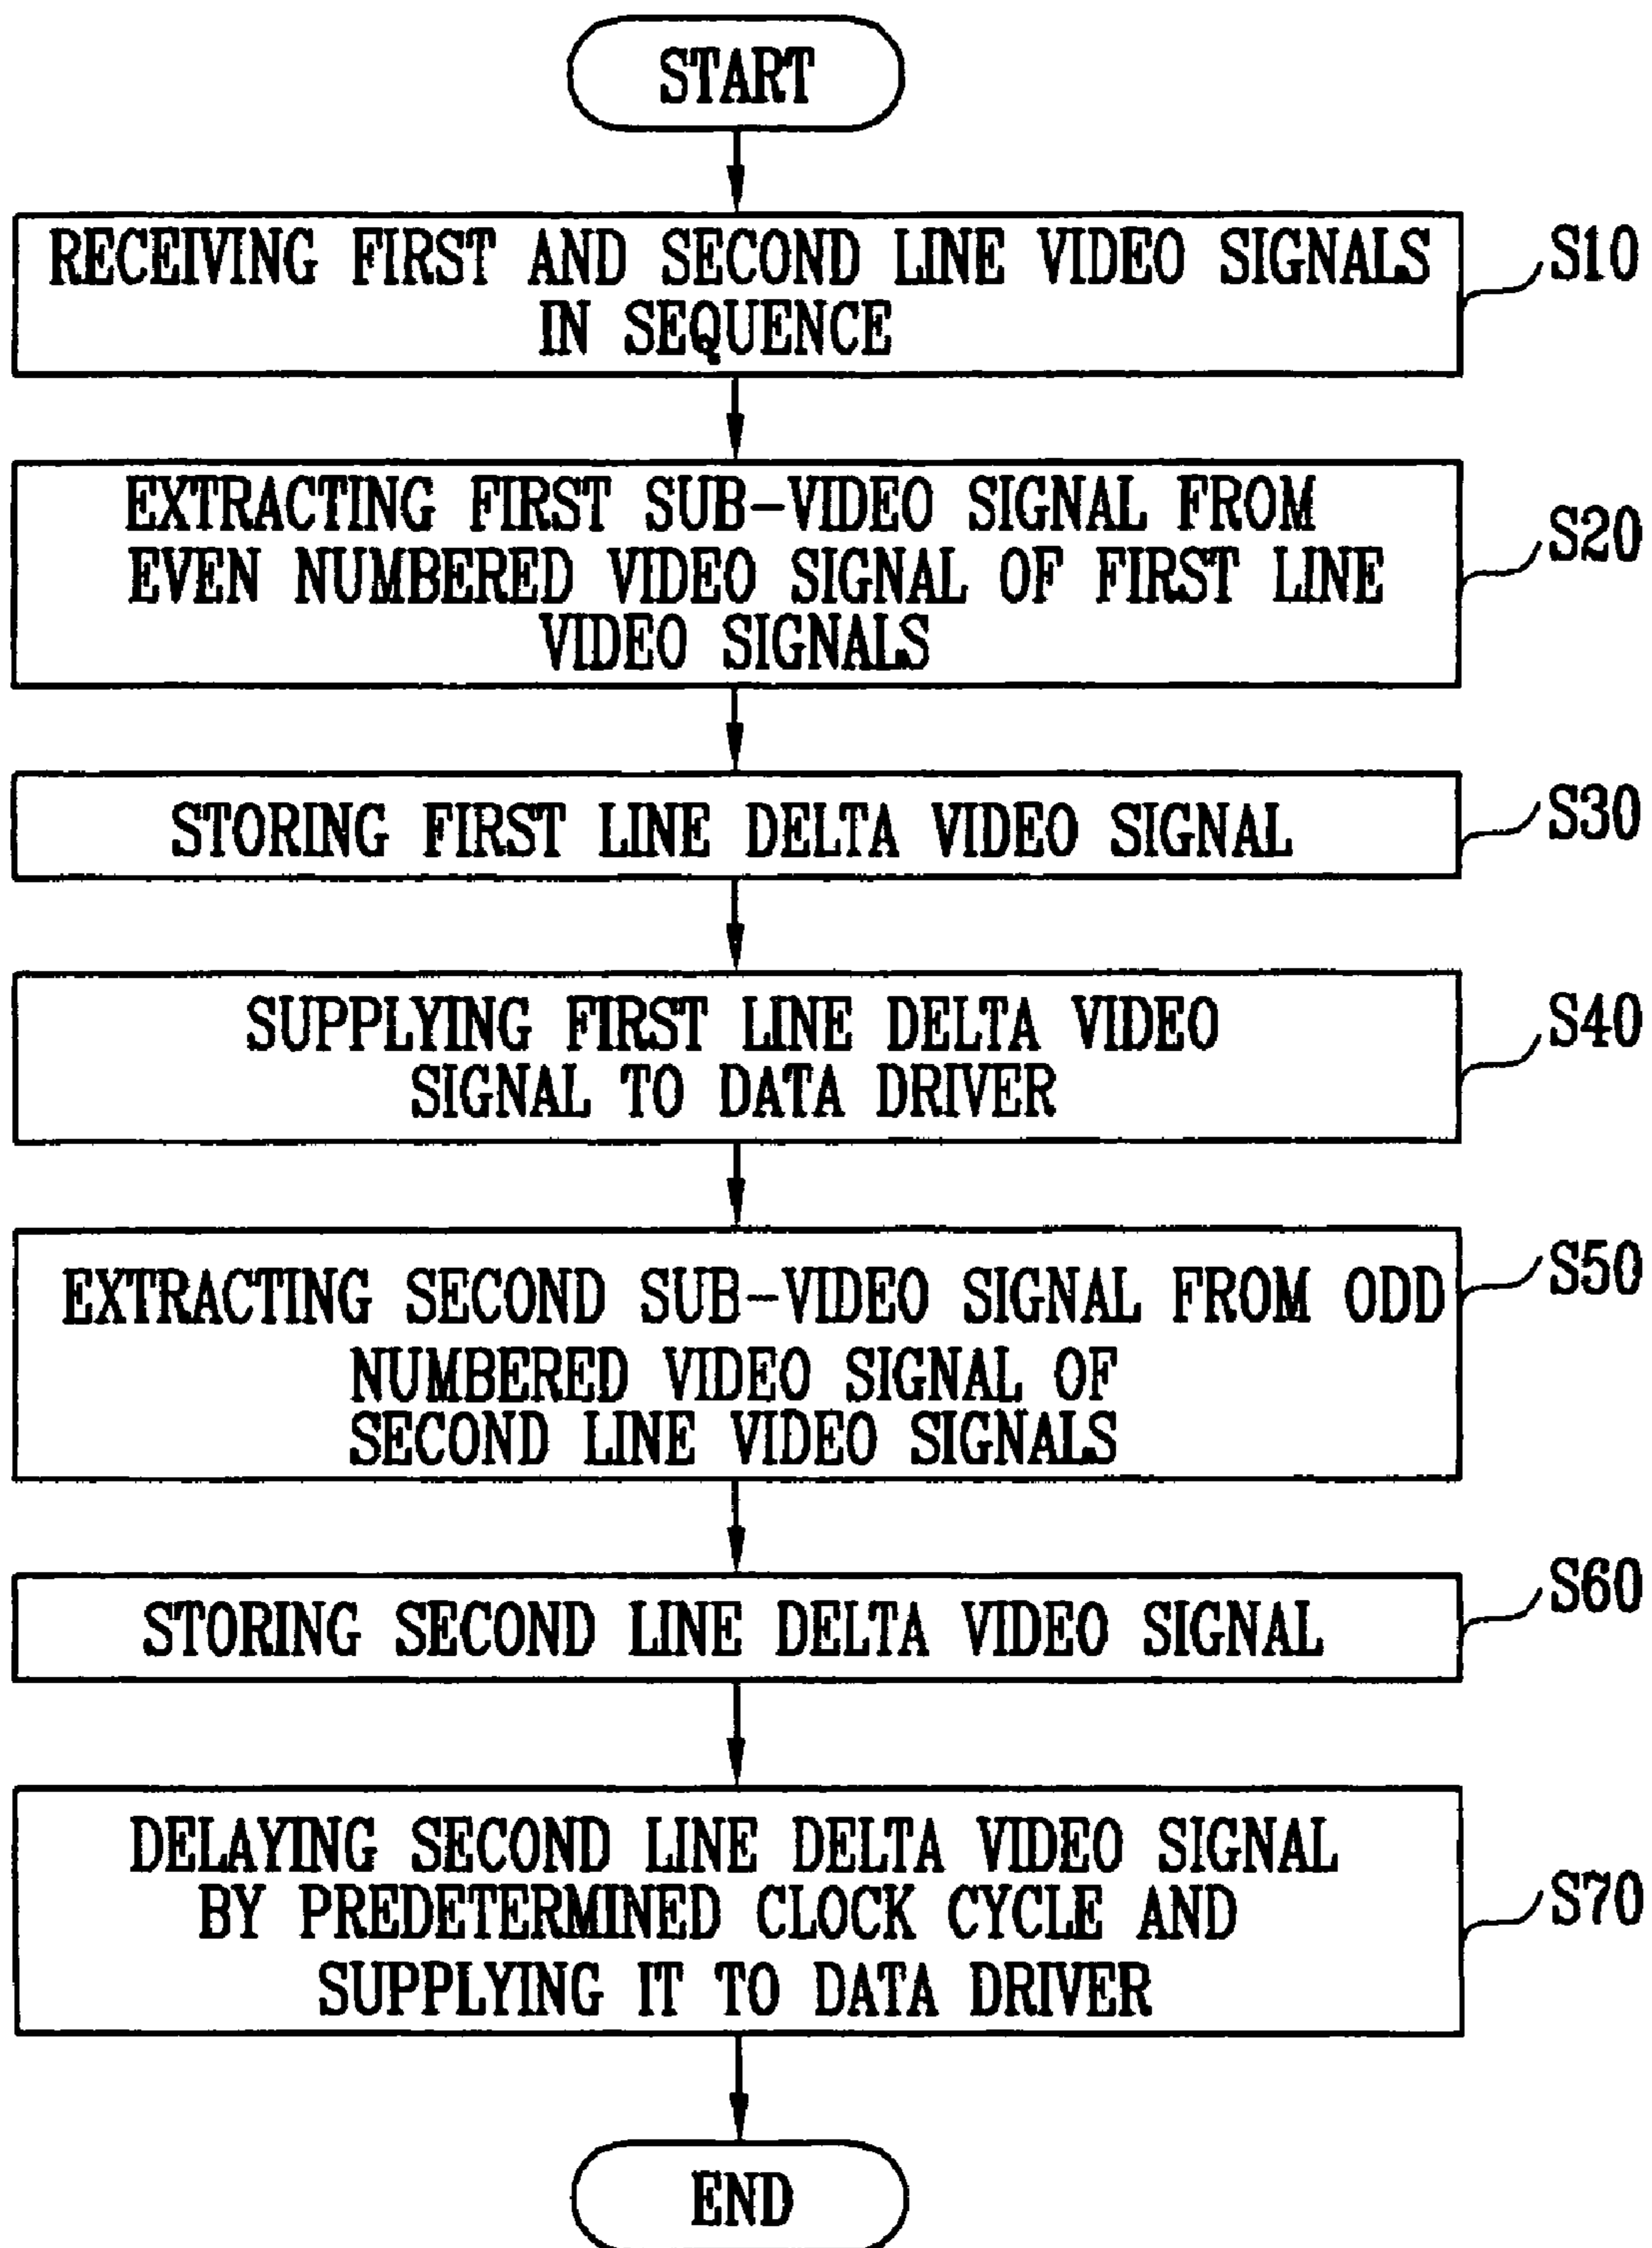 START
RECEIVING FIRST AND SECOND LINE VIDEO SIGNALS
IN SEQUENCE
S10
EXTRACTING FIRST SUB-VIDEO SIGNAL FROM
EVEN NUMBERED VIDEO SIGNAL OF FIRST LINE
VIDEO SIGNALS
S20
STORING FIRST LINE DELTA VIDEO SIGNAL
S30
SUPPLYING FIRST LINE DELTA VIDEO
SIGNAL TO DATA DRIVER
S40
EXTRACTING SECOND SUB-VIDEO SIGNAL FROM ODD
NUMBERED VIDEO SIGNAL OF
SECOND LINE VIDEO SIGNALS
S50
STORING SECOND LINE DELTA VIDEO SIGNAL
S60
DELAYING SECOND LINE DELTA VIDEO SIGNAL
BY PREDETERMINED CLOCK CYCLE AND
SUPPLYING IT TO DATA DRIVER
S70
END